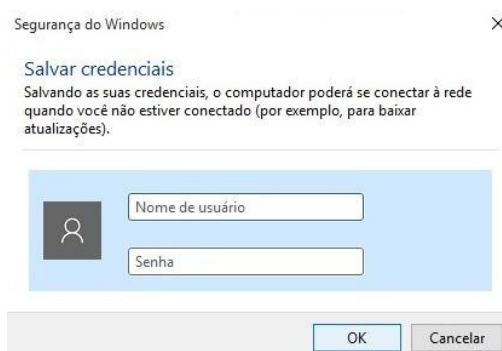 Segurança do Windows
Salvar credenciais
Salvando as suas credenciais, o computador poderá se conectar à rede
quando você não estiver conectado (por exemplo, para baixar
atualizações).
Nome de usuário
Senha
OK
Cancelar